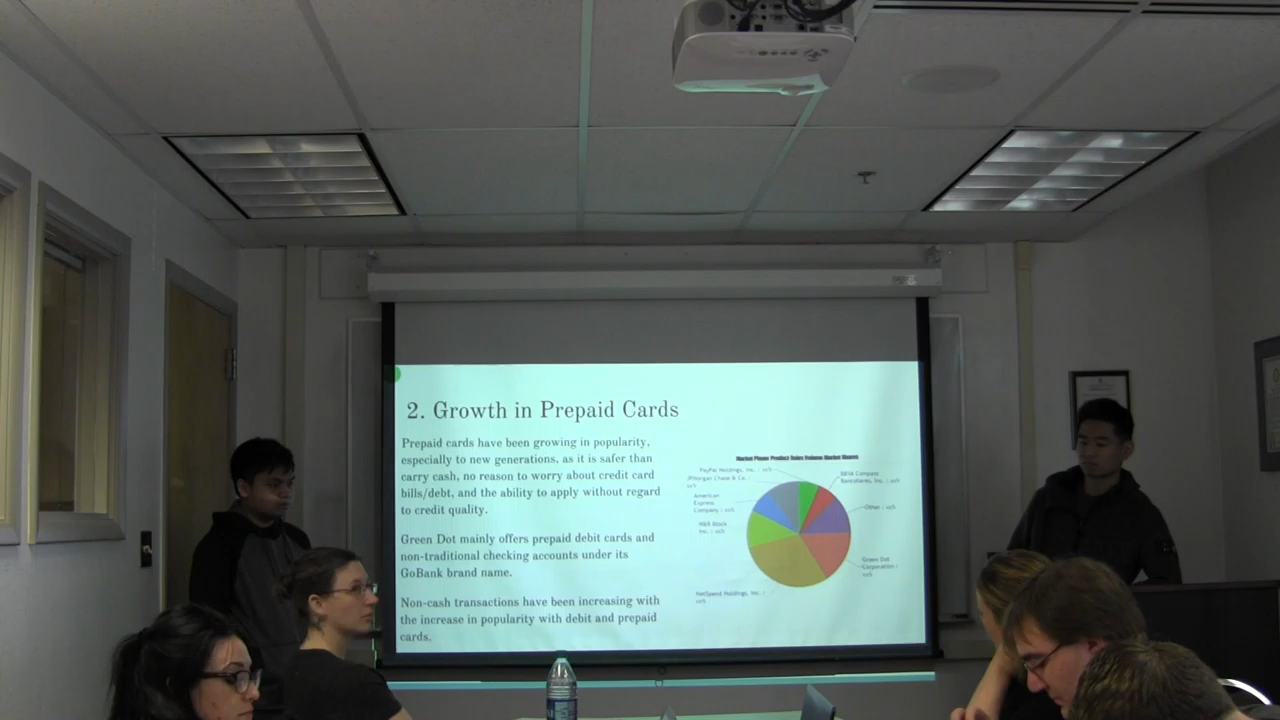 2. Growth in Prepaid Cards
Prepaid cards have been growing in popularity,
especially to new generations, as it is safer than
carry cash, no reason to worry about credit card
bills/debt, and the ability to apply without regard
to credit quality.
Green Dot mainly offers prepaid debit cards and
non-traditional checking accounts under its
GoBank brand name.
Non-cash transactions have been increasing with
the increase in popularity with debit and prepaid
cards.
Market Share
PayPal Holdings, Inc. :
JPMorgan Chase & Co. :
American
Express
Company :
H&R Block
Inc. :
NetSpend Holdings, Inc. :
BBVA Compass
Bancshares, Inc. :
Other :
Green Dot
Corporation :